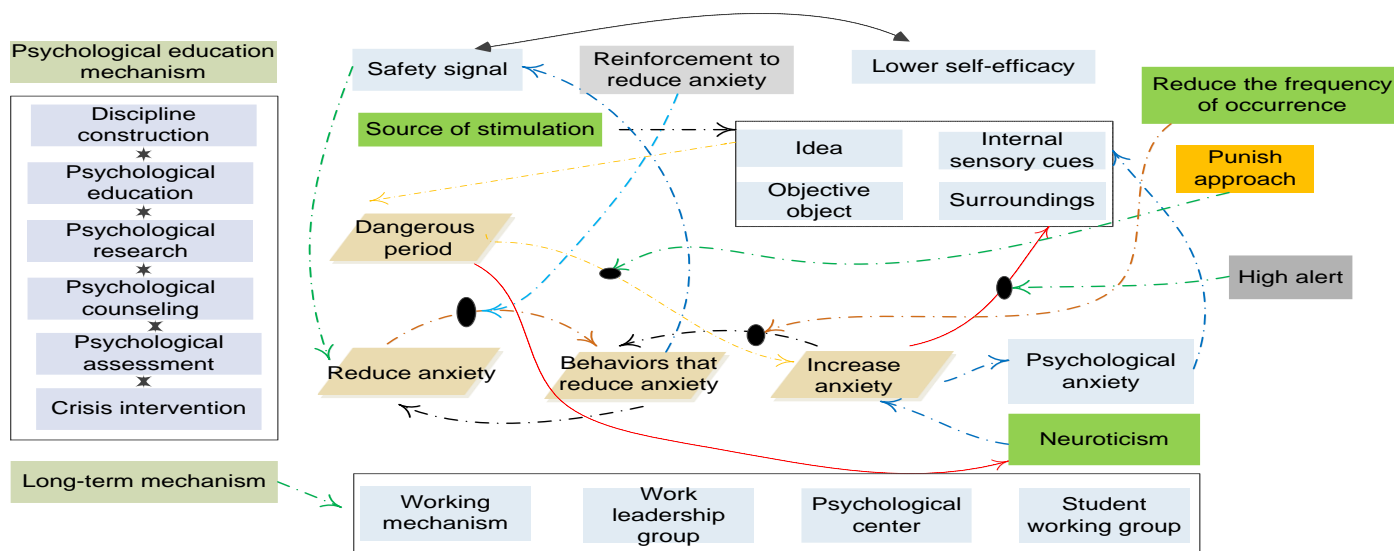 Psychological education
mechanism
Discipline
construction
Psychological
education
Psychological
research
Psychological
counseling
Psychological
assessment
Crisis intervention
Long-term mechanism
Safety signal
Reinforcement to
reduce anxiety
Lower self-efficacy
Reduce the frequency
of occurrence
Source of stimulation
Idea
Internal
sensory cues
Objective
object
Surroundings
Punish
approach
Dangerous
period
High alert
Reduce anxiety
Behaviors that
reduce anxiety
Increase
anxiety
Psychological
anxiety
Neuroticism
Working
mechanism
Work
leadership
group
Psychological
center
Student
working group